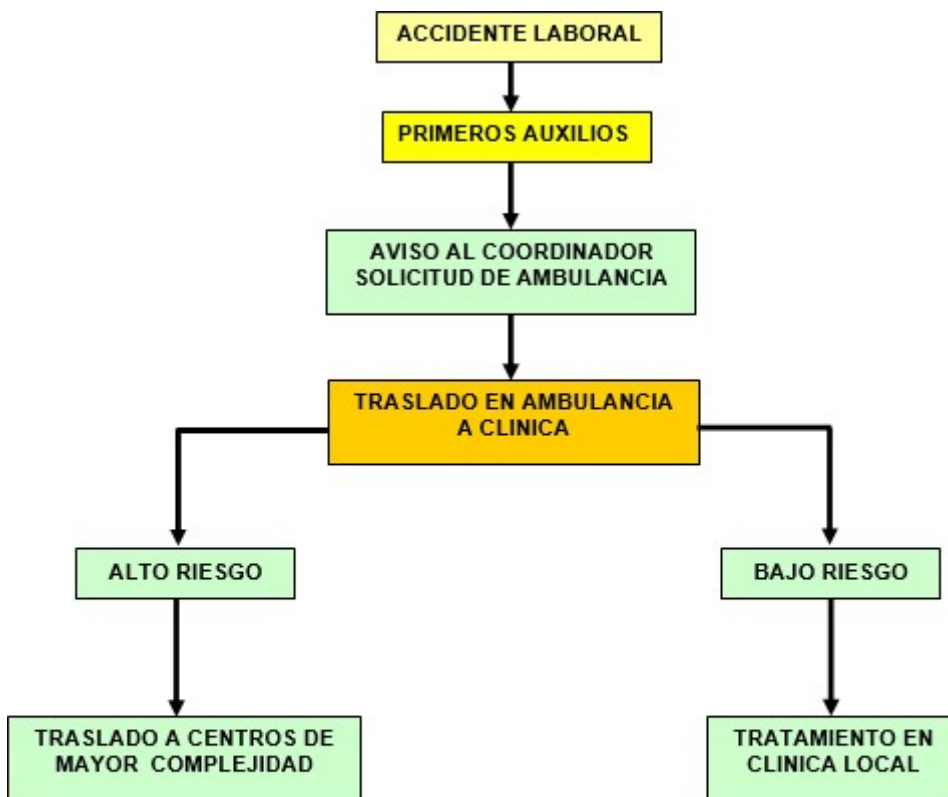 ACCIDENTE LABORAL
PRIMEROS AUXILIOS
AVISO AL COORDINADOR
SOLICITUD DE AMBULANCIA
TRASLADO EN AMBULANCIA
A CLINICA
ALTO RIESGO
BAJO RIESGO
TRASLADO A CENTROS DE
MAYOR COMPLEJIDAD
TRATAMIENTO EN
CLINICA LOCAL